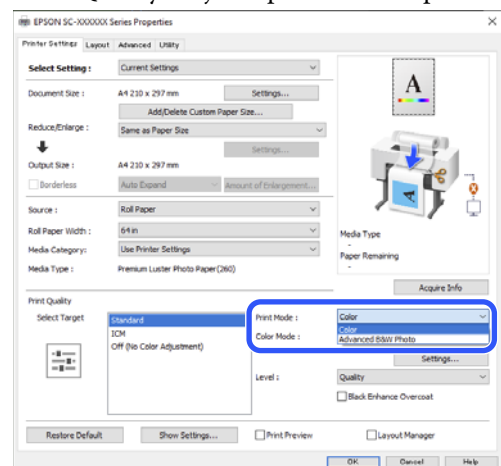 EPSON SC-XXXXXX Series Properties
Printer Settings Layout Advanced Utility
Select Setting : Current Settings
Document Size : A4 210 x 297 mm Settings...
Add/Delete Custom Paper Size...
Reduce/Enlarge : Same as Paper Size
Settings...
Output Size : A4 210 x 297 mm
Borderless Auto Expand Amount of Enlargement...
Source : Roll Paper
Roll Paper Width : 64 in
Media Category: Use Printer Settings
Media Type : Premium Luster Photo Paper(260)
A
Media Type
-
Paper Remaining
-
Acquire Info
Print Quality
Select Target
Standard
ICM
Off (No Color Adjustment)
Print Mode : Color
Color
Advanced B&W Photo
Color Mode :
Settings...
Level : Quality
Black Enhance Overcoat
Restore Default Show Settings... Print Preview Layout Manager
OK Cancel Help